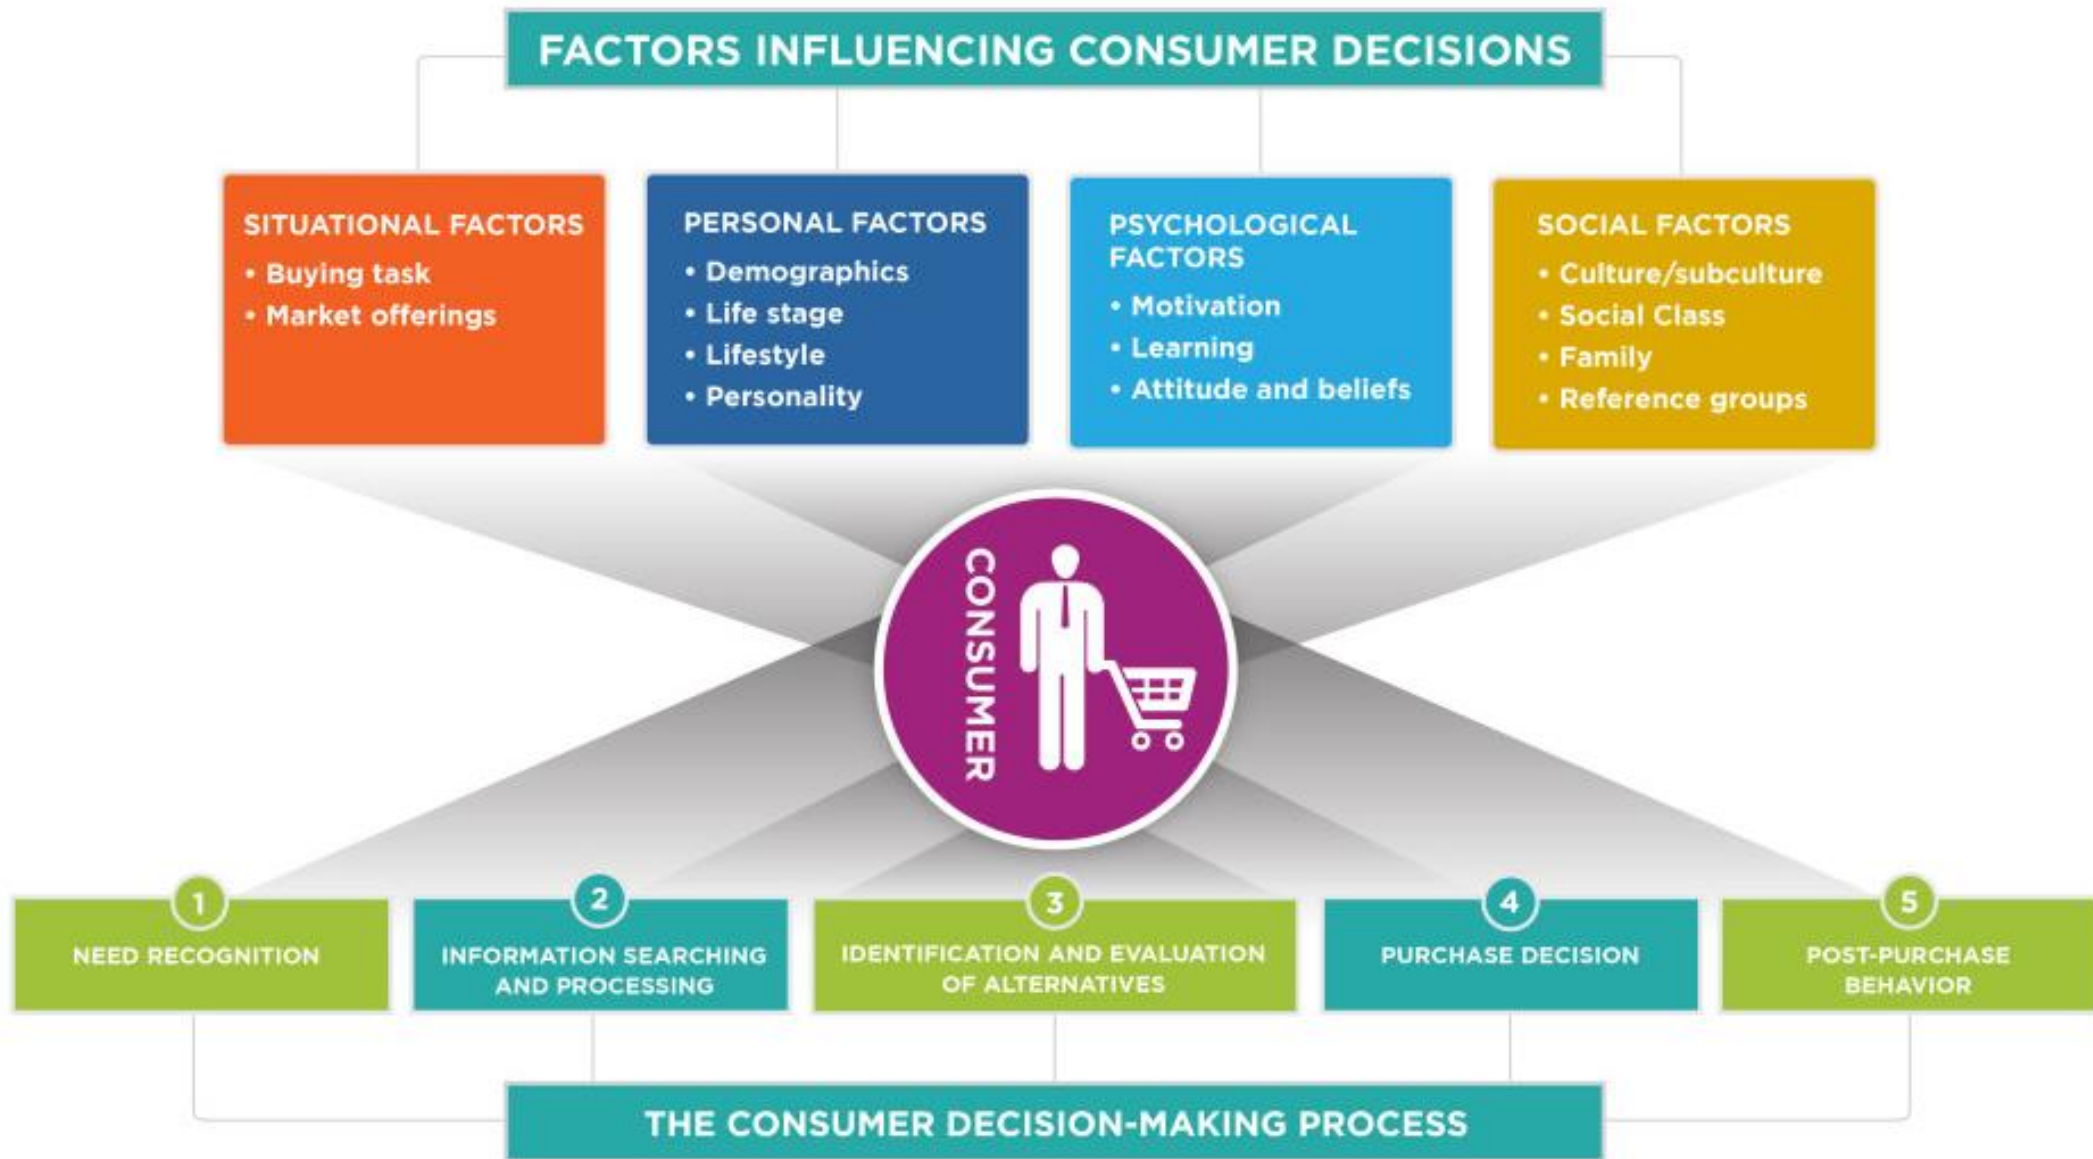 FACTORS INFLUENCING CONSUMER DECISIONS
SITUATIONAL FACTORS
• Buying task
• Market offerings
PERSONAL FACTORS
• Demographics
• Life stage
• Lifestyle
• Personality
PSYCHOLOGICAL
FACTORS
• Motivation
• Learning
• Attitude and beliefs
SOCIAL FACTORS
• Culture/subculture
• Social Class
• Family
• Reference groups
CONSUMER
1
NEED RECOGNITION
2
INFORMATION SEARCHING
AND PROCESSING
3
IDENTIFICATION AND EVALUATION
OF ALTERNATIVES
4
PURCHASE DECISION
5
POST-PURCHASE
BEHAVIOR
THE CONSUMER DECISION-MAKING PROCESS